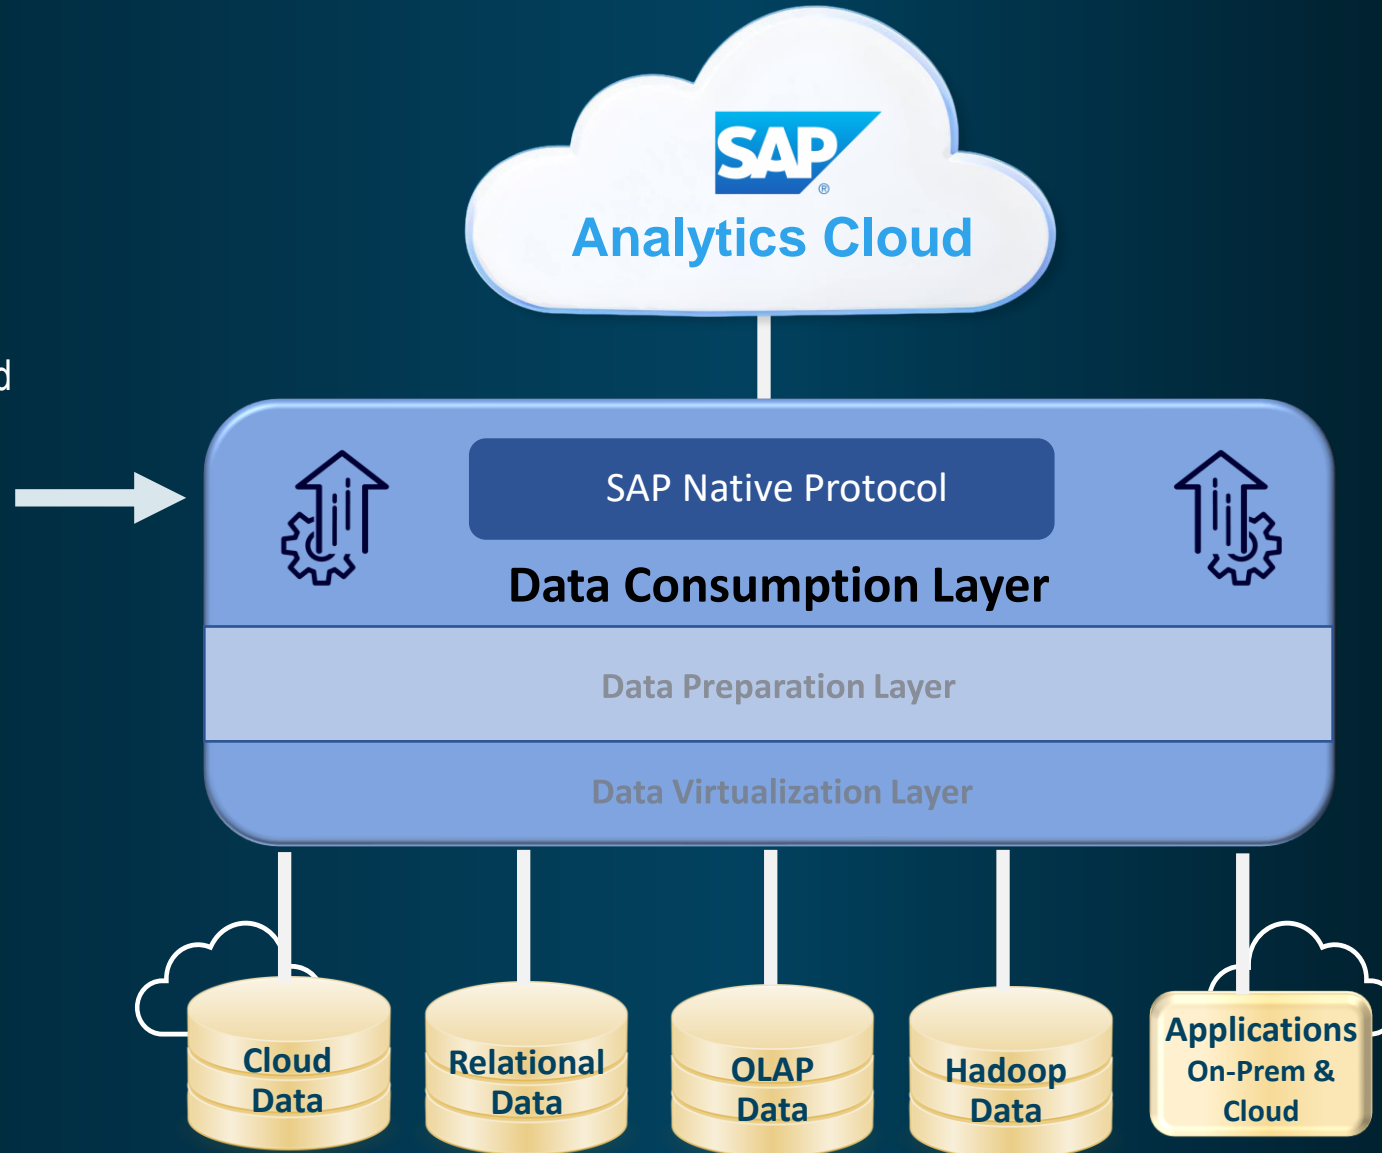 SAP
®
Analytics Cloud
SAP Native Protocol
Data Consumption Layer
Data Preparation Layer
Data Virtualization Layer
Cloud
Data
Relational
Data
OLAP
Data
Hadoop
Data
Applications
On-Prem &
Cloud